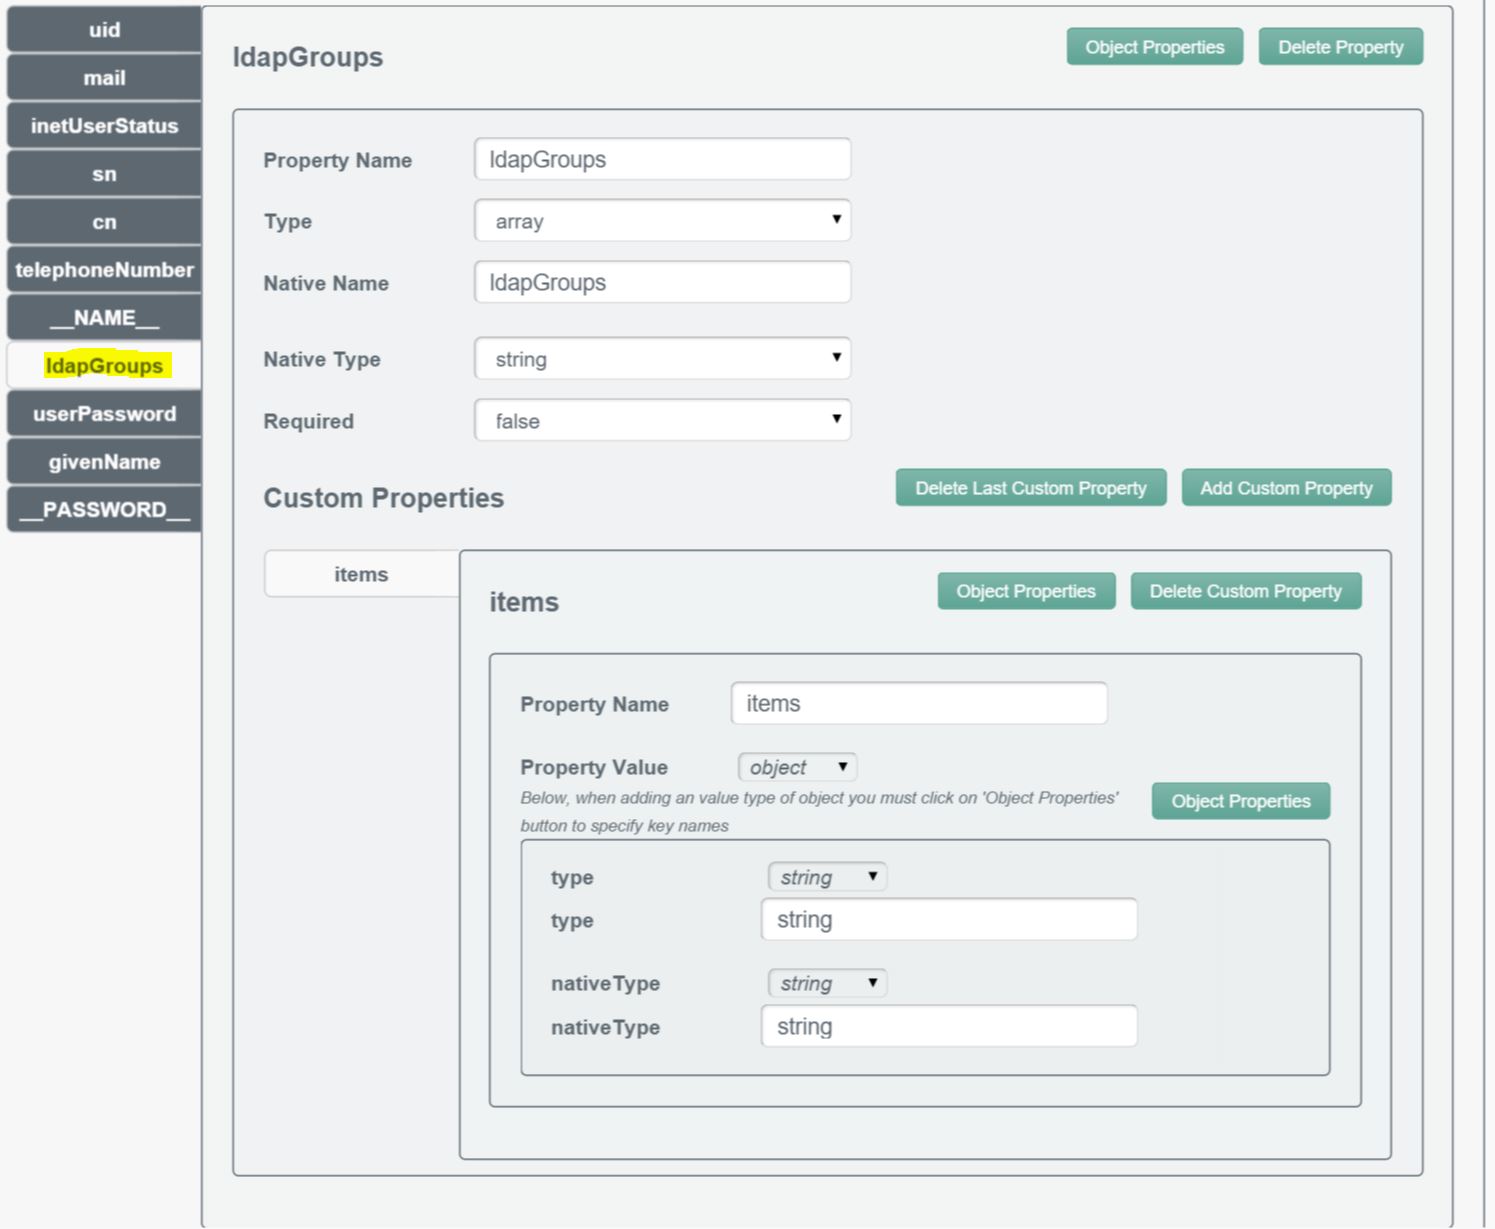 uid
mail
inetUserStatus
sn
cn
telephoneNumber
__NAME__
ldapGroups
userPassword
givenName
__PASSWORD__
ldapGroups
Object Properties
Delete Property
Property Name
ldapGroups
Type
array
Native Name
ldapGroups
Native Type
string
Required
false
Custom Properties
Delete Last Custom Property
Add Custom Property
items
items
Object Properties
Delete Custom Property
Property Name
items
Property Value
object
Below, when adding an value type of object you must click on 'Object Properties'
button to specify key names
Object Properties
type
string
type
string
nativeType
string
nativeType
string